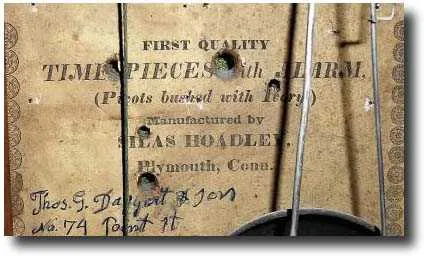 FIRST QUALITY
TIME PIECES with ALARM,
(Pivots bushed with Ivory)
Manufactured by
SILAS HOADLEY,
Plymouth, Conn.
Thos. G. & Son
No. 74 Point St